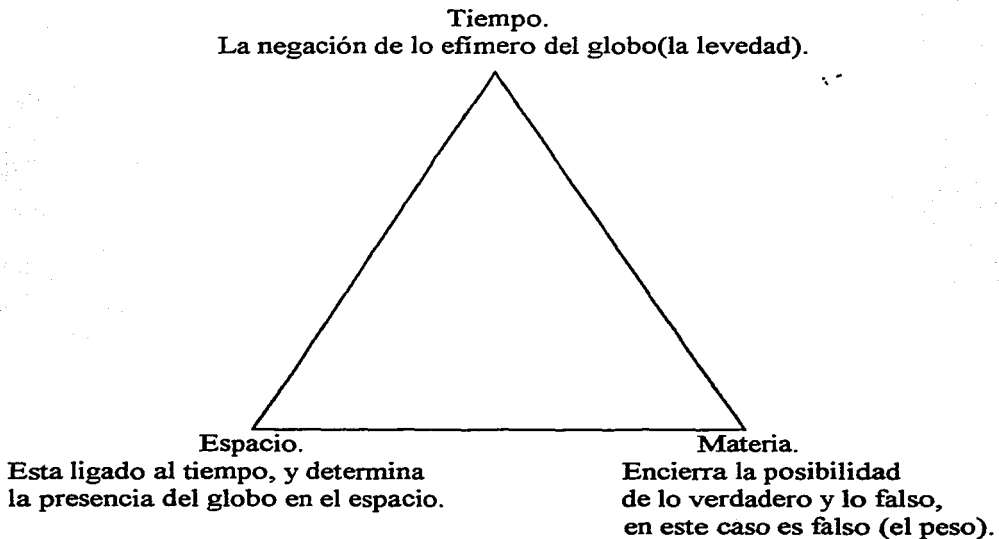 Tiempo.
La negación de lo efímero del globo(la levedad).
Espacio.
Esta ligado al tiempo, y determina
la presencia del globo en el espacio.
Materia.
Encierra la posibilidad
de lo verdadero y lo falso,
en este caso es falso (el peso).